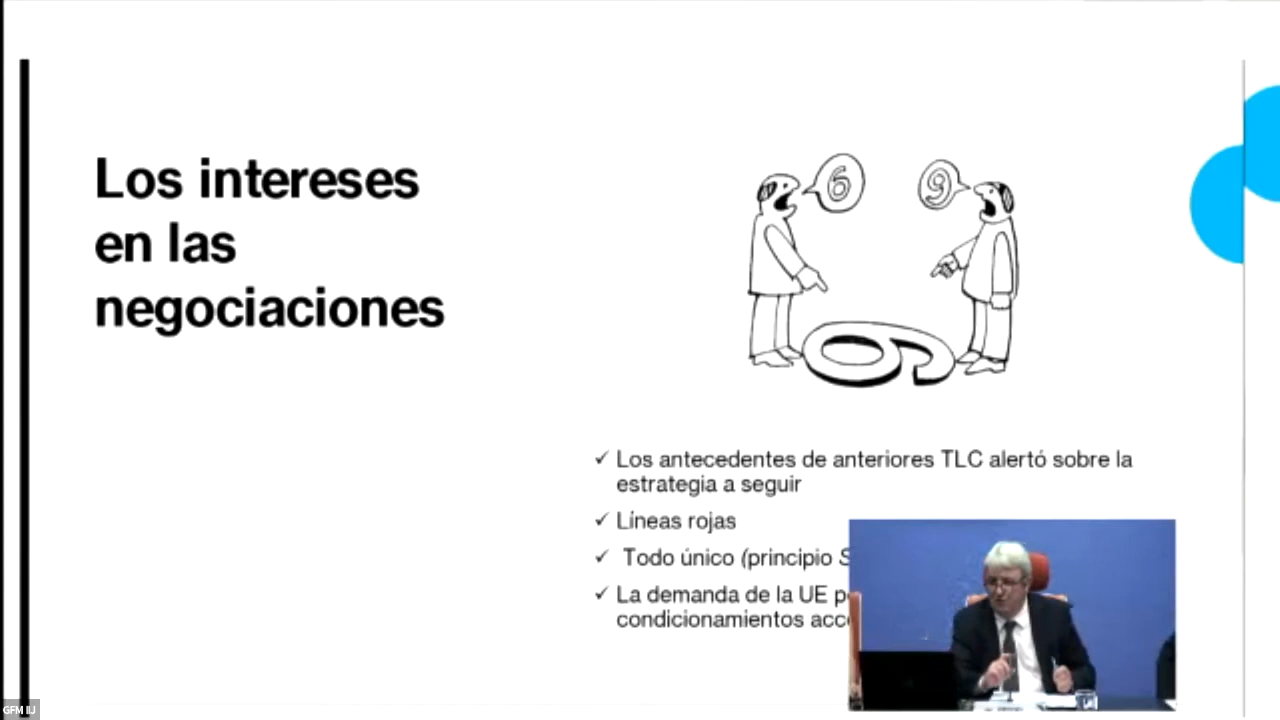 Los intereses
en las
negociaciones
6
9
Los antecedentes de anteriores TLC alertó sobre la
estrategia a seguir
Líneas rojas
Todo único (principio
La demanda de la UE
condicionamientos
GFM IIJ